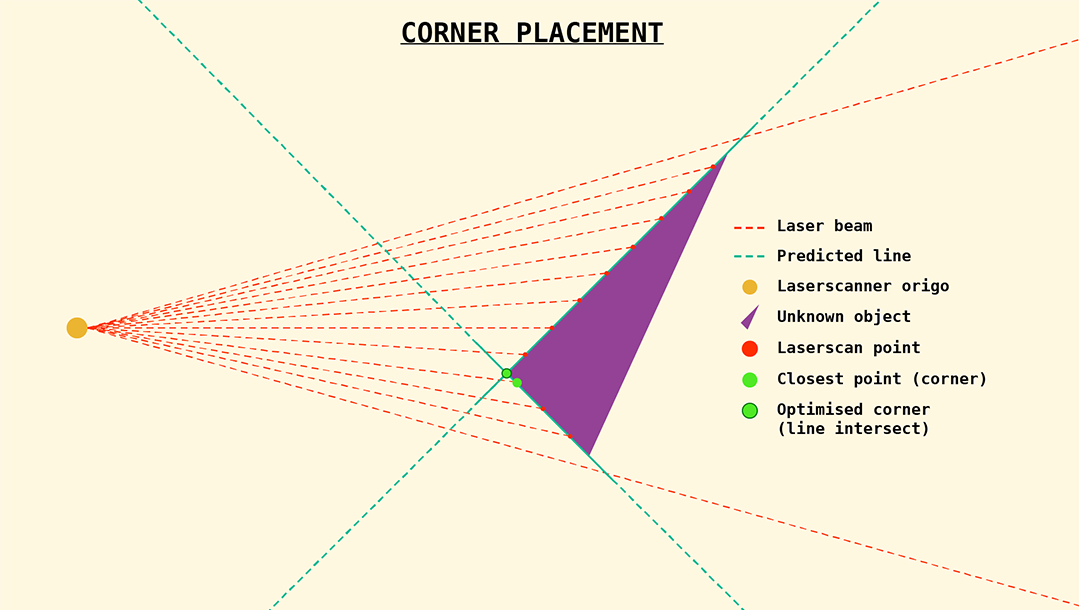 CORNER PLACEMENT
Laser beam
Predicted line
Laserscanner origo
Unknown object
Laserscan point
Closest point (corner)
Optimised corner
(line intersect)